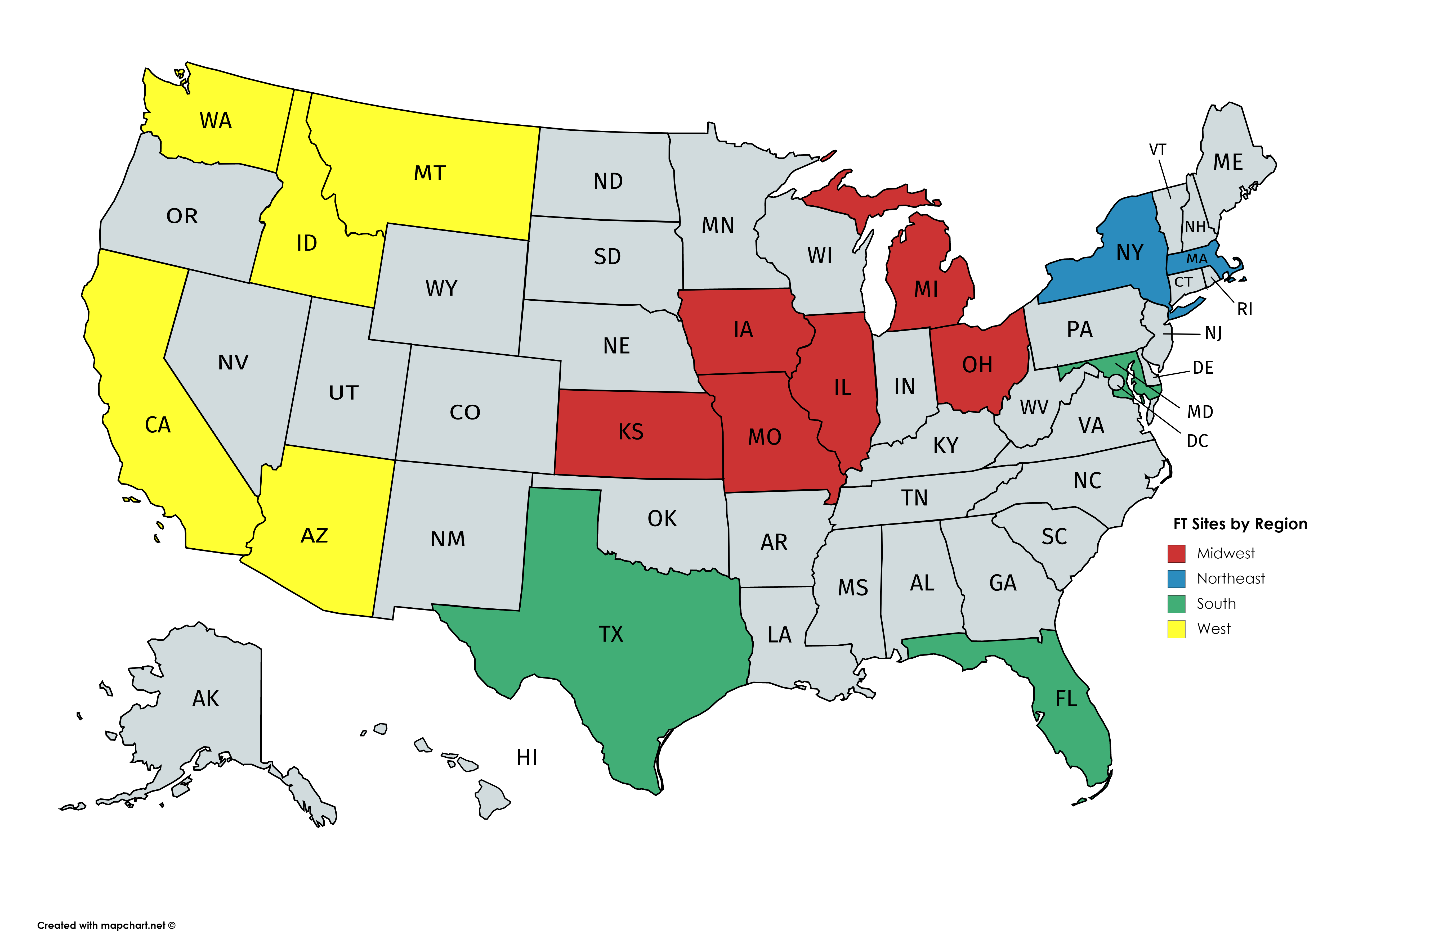 WA
MT
ND
MN
VT
ME
OR
ID
SD
WI
NH
NY
MA
WY
MI
CT
RI
NE
IA
PA
NJ
NV
UT
CO
IL
IN
OH
DE
CA
KS
MO
WV
VA
MD
KY
DC
AZ
NM
OK
AR
TN
NC
SC
MS
AL
GA
TX
LA
FL
AK
HI
FT Sites by Region
Midwest
Northeast
South
West
Created with mapchart.net ©